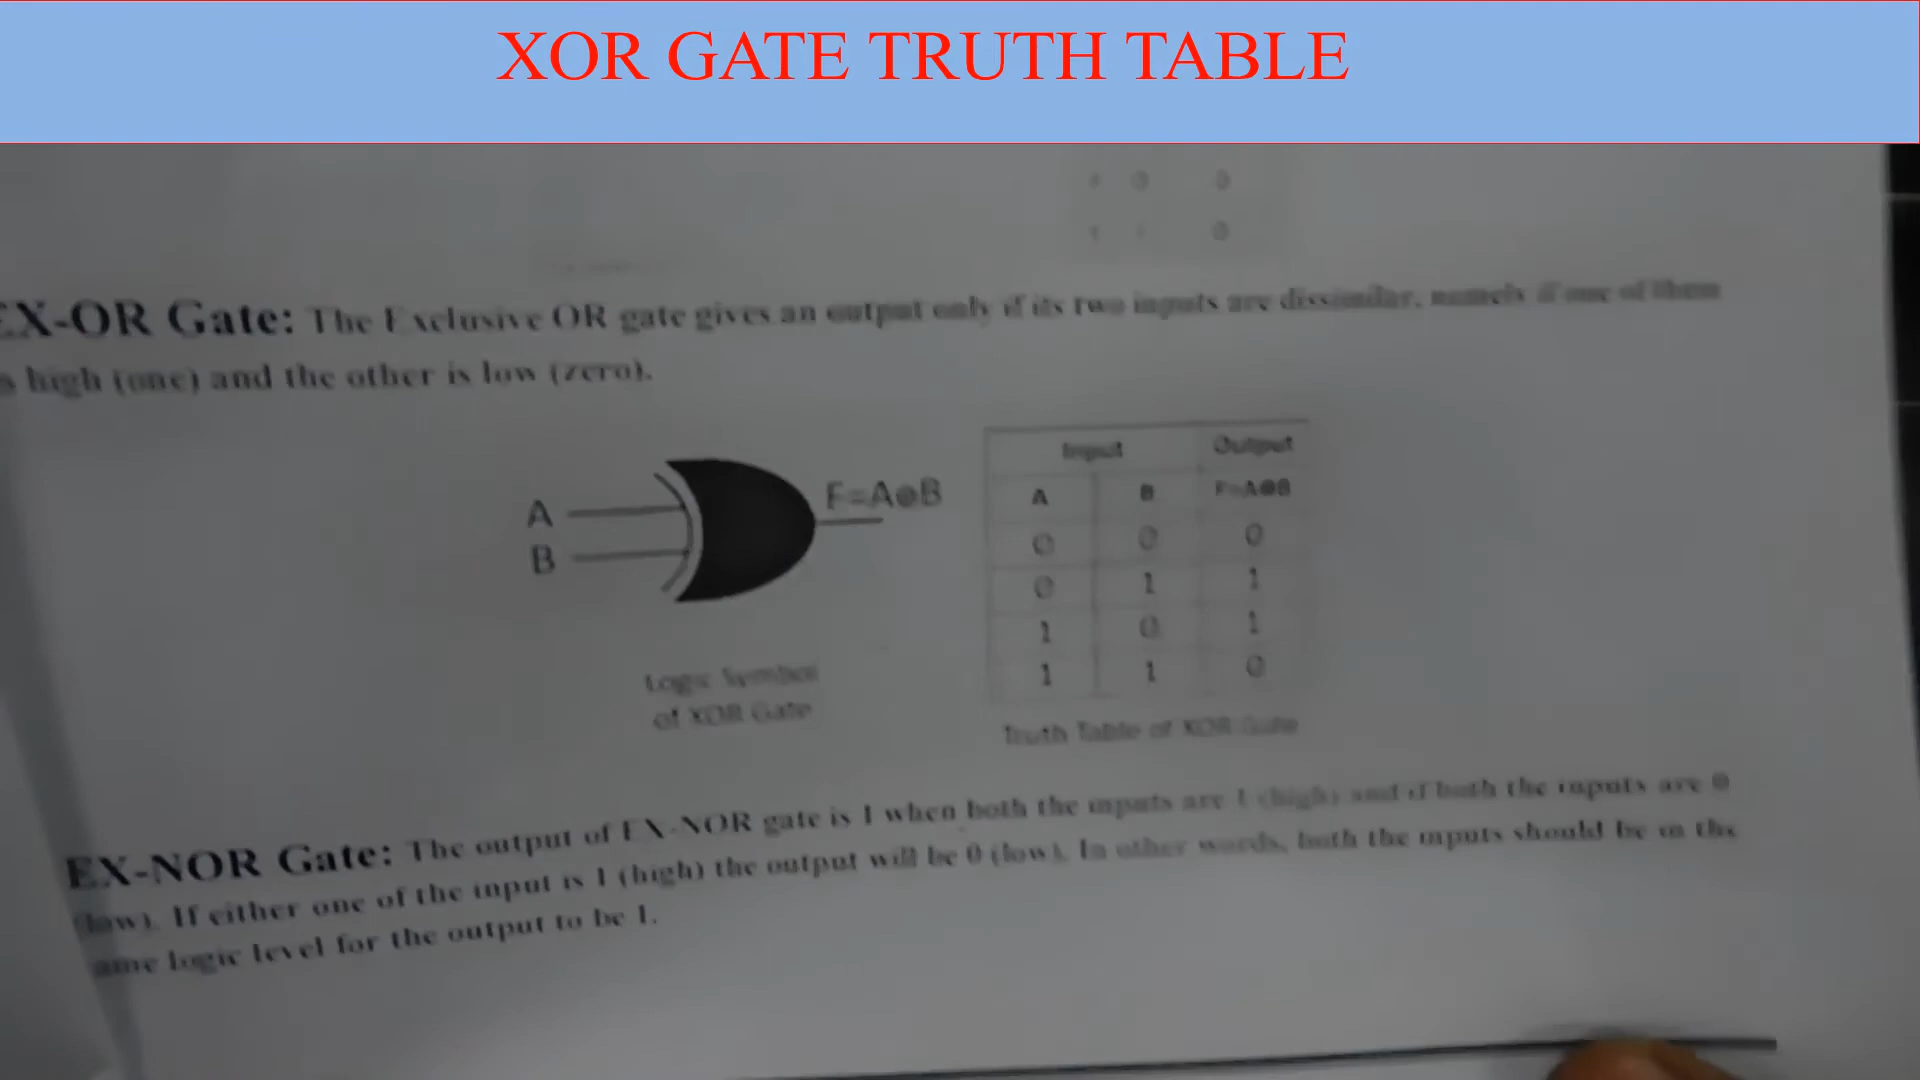 XOR GATE TRUTH TABLE
0 0
1 0
EX-OR Gate: The Exclusive OR gate gives an output only if its two inputs are dissimilar, namely if one of them
s high (one) and the other is low (zero).
A
B
F=A⊕B
Input Output
A B F=A⊕B
0 0 0
0 1 1
1 0 1
1 1 0
Logic Symbol
of XOR Gate
Truth Table of XOR Gate
EX-NOR Gate: The output of EX-NOR gate is 1 when both the inputs are 1 (high) and if both the inputs are 0
(low). If either one of the input is 1 (high) the output will be 0 (low). In other words, both the inputs should be in the
ame logic level for the output to be 1.